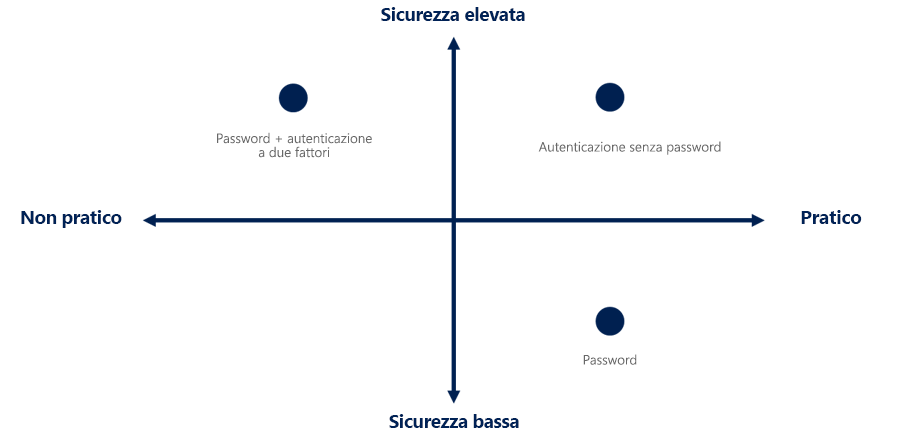 Sicurezza elevata
Password + autenticazione
a due fattori
Autenticazione senza password
Non pratico
Pratico
Password
Sicurezza bassa